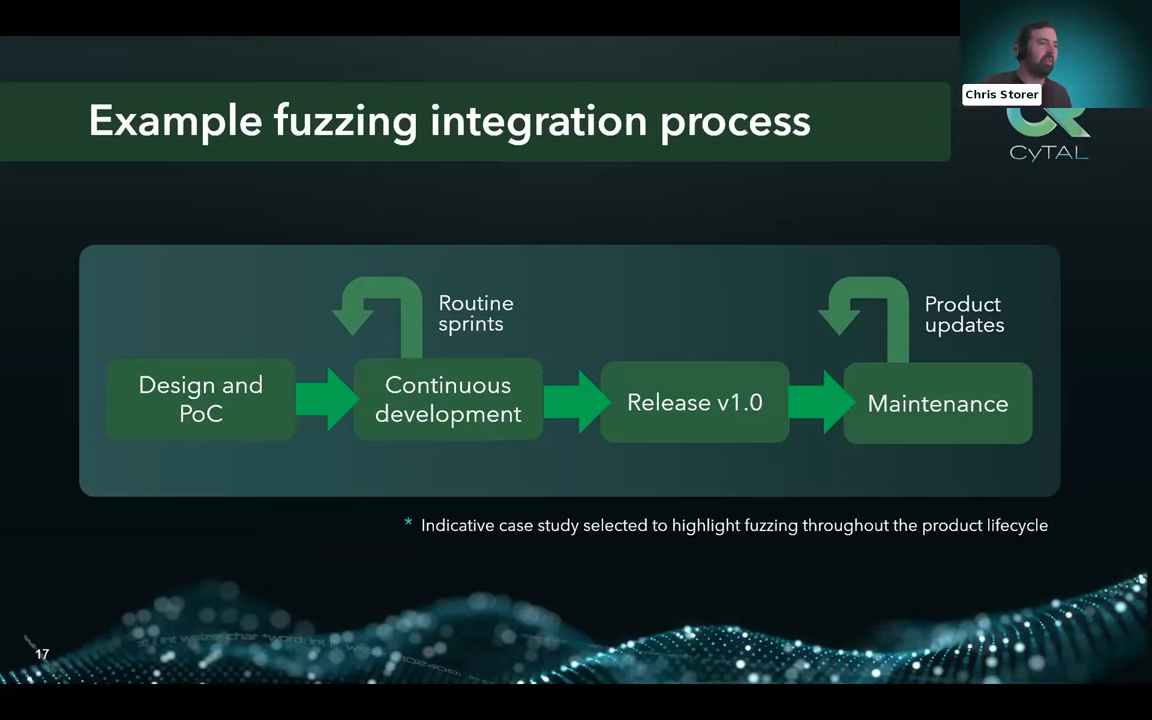 Chris Storer
Example fuzzing integration process
CyTAL
Routine
sprints
Product
updates
Design and
PoC
Continuous
development
Release v1.0
Maintenance
* Indicative case study selected to highlight fuzzing throughout the product lifecycle
17